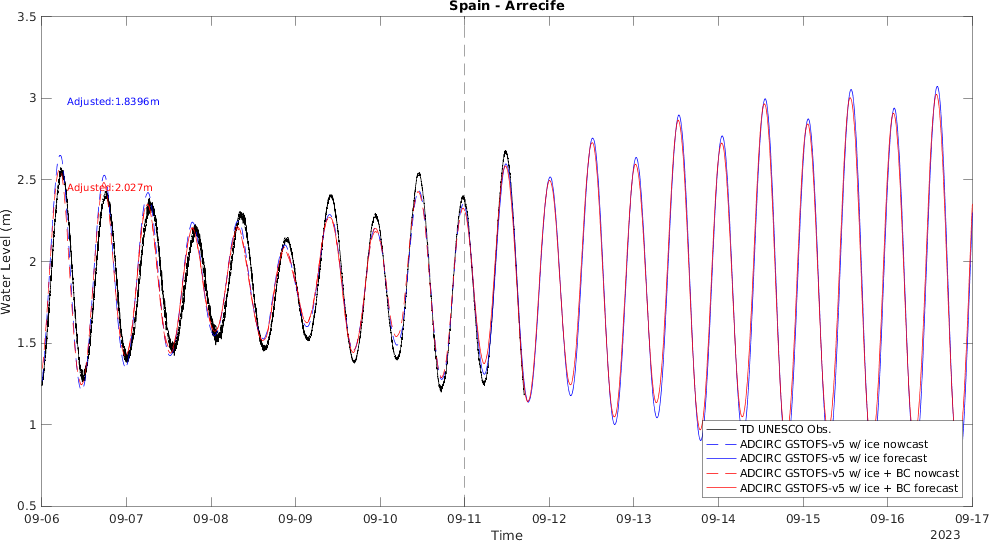 Spain - Arrecife
3.5
3
2.5
2
1.5
1
0.5
Water Level (m)
Adjusted:1.8396m
Adjusted:2.027m
TD UNESCO Obs.
ADCIRC GSTOFS-v5 w/ ice nowcast
ADCIRC GSTOFS-v5 w/ ice forecast
ADCIRC GSTOFS-v5 w/ ice + BC nowcast
ADCIRC GSTOFS-v5 w/ ice + BC forecast
09-06 09-07 09-08 09-09 09-10 09-11 09-12 09-13 09-14 09-15 09-16 09-17
Time
2023